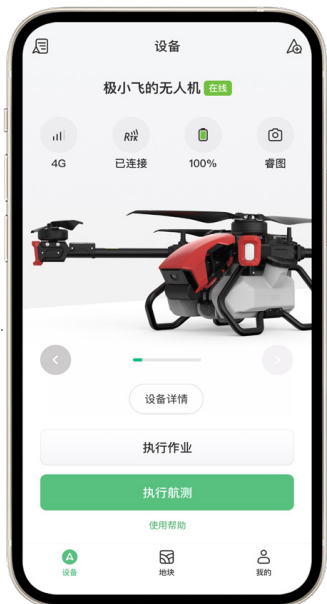 设备
极小飞的无人机 在线
4G 已连接 100% 睿图
设备详情
执行作业
执行航测
使用帮助
设备 地块 我的